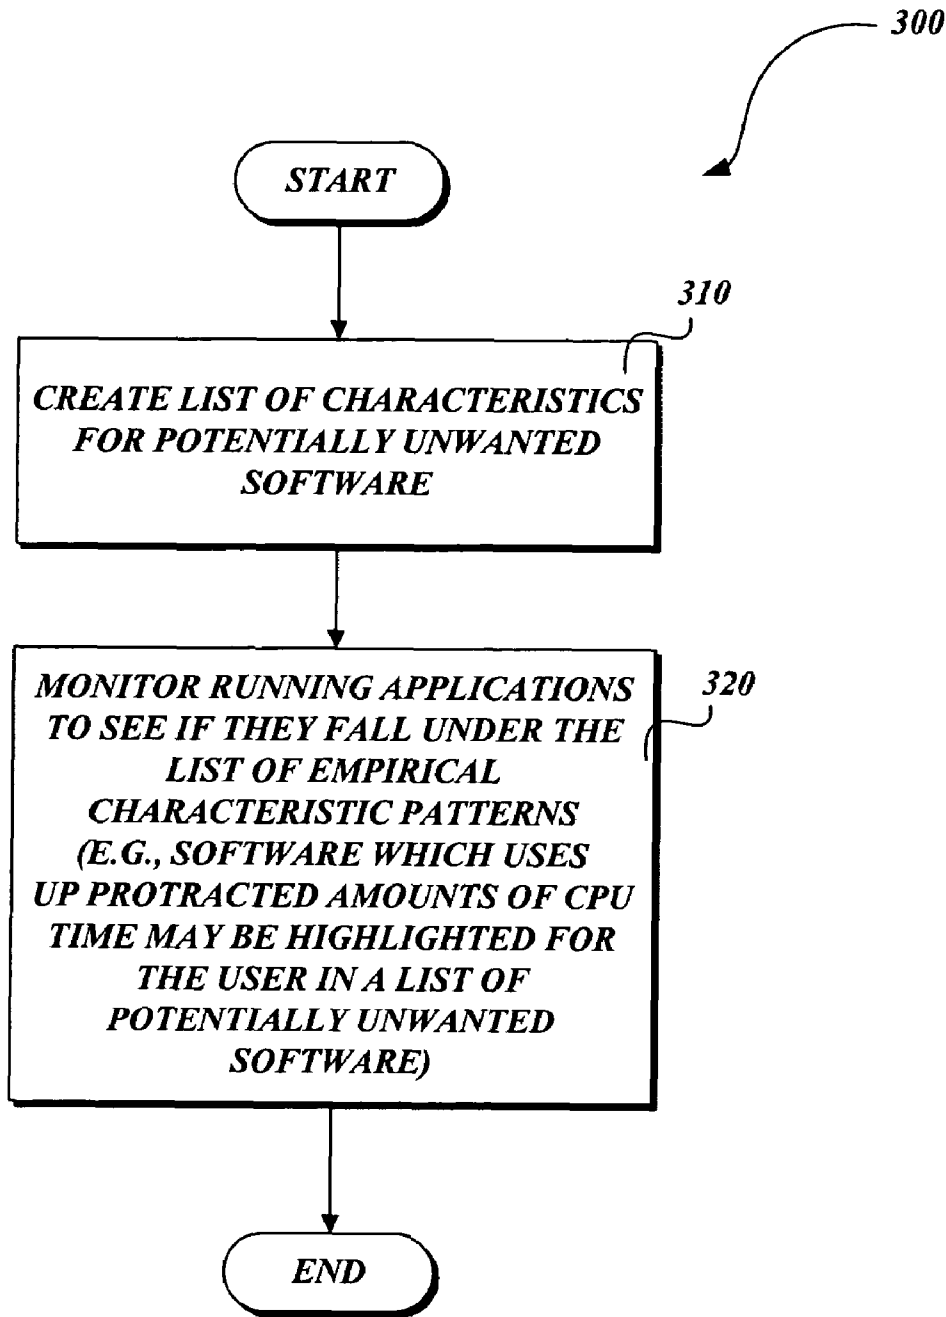 300
START
310
CREATE LIST OF CHARACTERISTICS
FOR POTENTIALLY UNWANTED
SOFTWARE
MONITOR RUNNING APPLICATIONS
TO SEE IF THEY FALL UNDER THE
LIST OF EMPIRICAL
CHARACTERISTIC PATTERNS
(E.G., SOFTWARE WHICH USES
UP PROTRACTED AMOUNTS OF CPU
TIME MAY BE HIGHLIGHTED FOR
THE USER IN A LIST OF
POTENTIALLY UNWANTED
SOFTWARE)
320
END